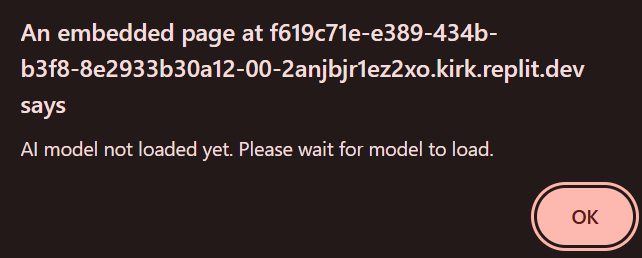 An embedded page at f619c71e-e389-434b-
b3f8-8e2933b30a12-00-2anjbjr1ez2xo.kirk.replit.dev
says
AI model not loaded yet. Please wait for model to load.
OK